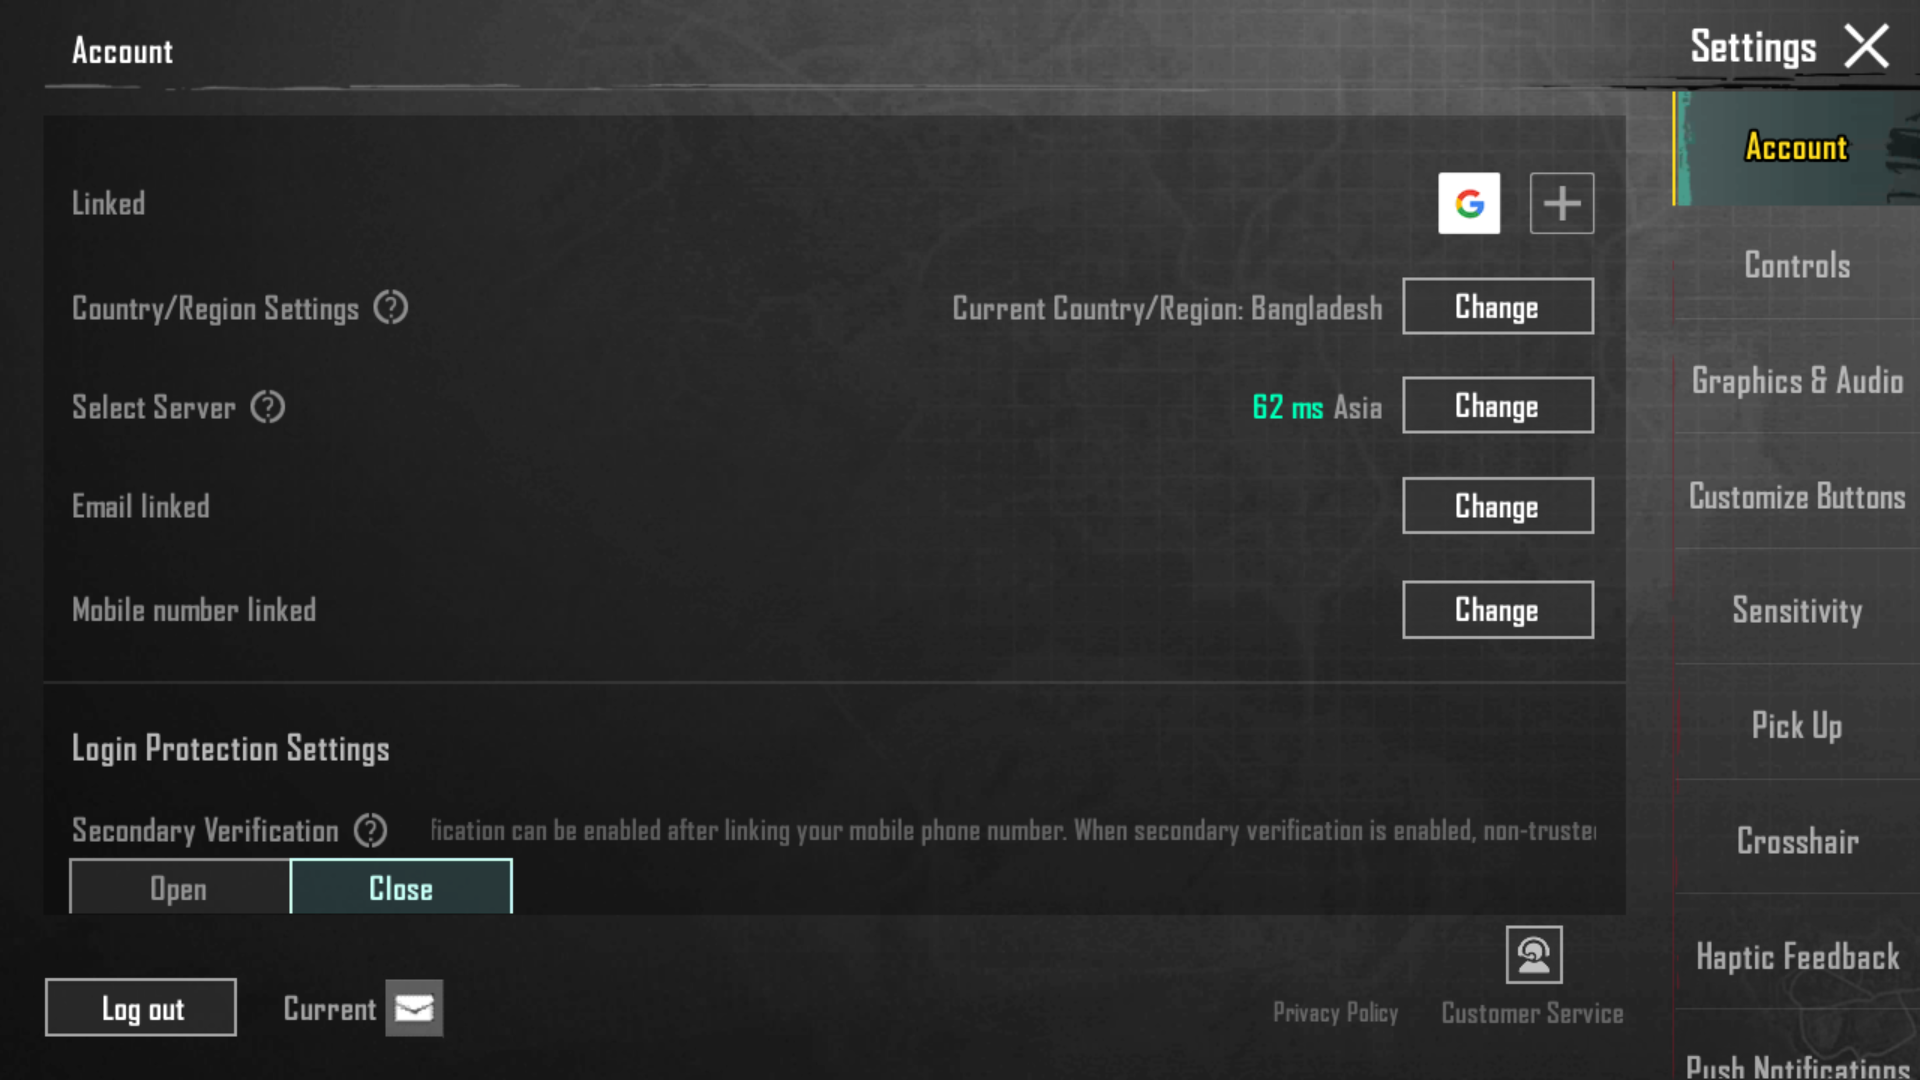 Account
Settings
Account
Linked
Controls
Country/Region Settings
Current Country/Region: Bangladesh
Change
Graphics & Audio
Select Server
62 ms Asia
Change
Customize Buttons
Email linked
Change
Mobile number linked
Change
Sensitivity
Pick Up
Login Protection Settings
Secondary Verification
fication can be enabled after linking your mobile phone number. When secondary verification is enabled, non-truste
Crosshair
Open
Close
Haptic Feedback
Log out
Current
Privacy Policy
Customer Service
Push Notifications